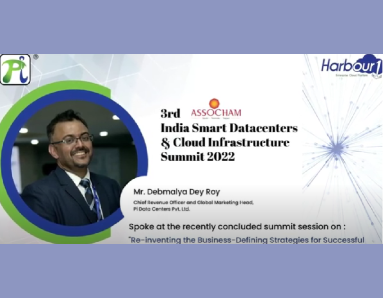 Pi
Harbour1
3rd ASSOCHAM
India Smart Datacenters
& Cloud Infrastructure
Summit 2022
Mr. Debmalya Dey Roy
Chief Revenue Officer and Global Marketing Head,
Pi Data Centers Pvt. Ltd.
Spoke at the recently concluded summit session on :
"Re-inventing the Business-Defining Strategies for Successful